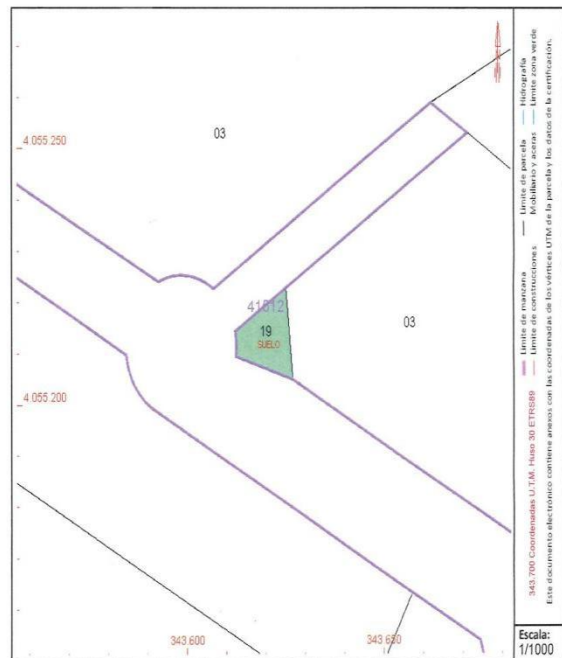 03
4.055.250
41512
19
SUELO
03
4.055.200
343.600
343.650
Límite de manzana
Límite de parcela
Hidrografía
Límite de construcciones
Mobiliario y aceras
Límite zona verde
343.700 Coordenadas U.T.M. Huso 30 ETRS89
Este documento electrónico contiene anexos con las coordenadas de los vértices UTM de la parcela y los datos de la certificación.
Escala:
1/1000